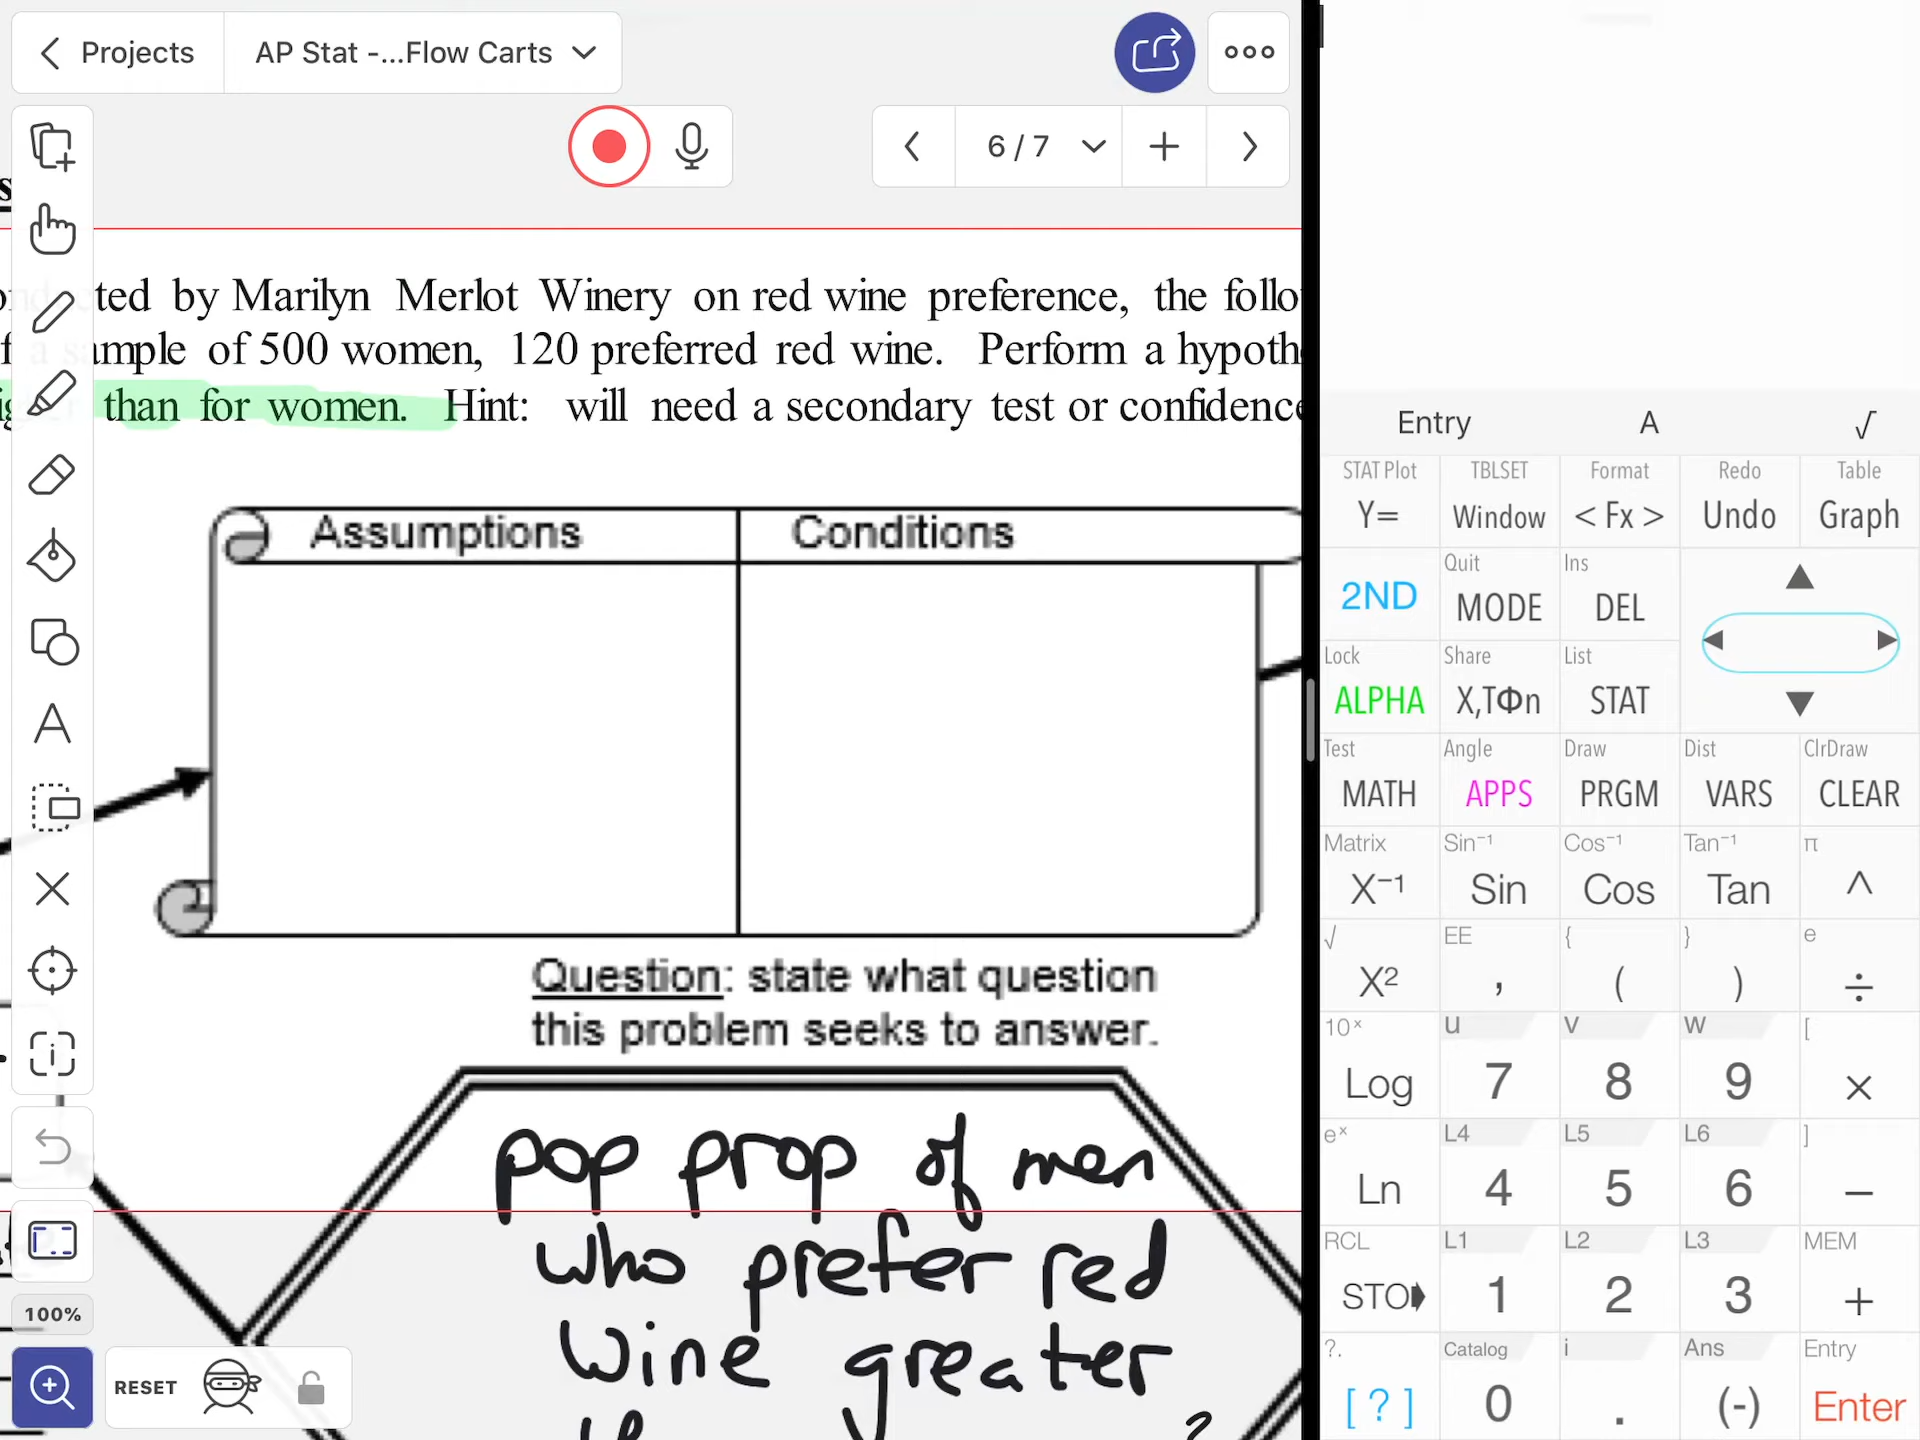 Projects
AP Stat -...Flow Carts
6 / 7
ted by Marilyn Merlot Winery on red wine preference, the follo
ample of 500 women, 120 preferred red wine. Perform a hypoth
than for women. Hint: will need a secondary test or confidence
Assumptions Conditions
Question: state what question
this problem seeks to answer.
pop prop of men
who prefer red
wine greater
?
100%
RESET
Entry A √
STAT Plot TBLSET Format Redo Table
Y= Window < Fx > Undo Graph
Quit Ins
2ND MODE DEL
Lock Share List
ALPHA X,TΦn STAT
Test Angle Draw Dist ClrDraw
MATH APPS PRGM VARS CLEAR
Matrix Sin⁻¹ Cos⁻¹ Tan⁻¹ π
X⁻¹ Sin Cos Tan ^
√ EE { } e
X² , ( ) ÷
10ˣ u v w [
Log 7 8 9 ×
eˣ L4 L5 L6 ]
Ln 4 5 6 −
RCL L1 L2 L3 MEM
STO 1 2 3 +
?. Catalog i Ans Entry
[ ? ] 0 . (-) Enter